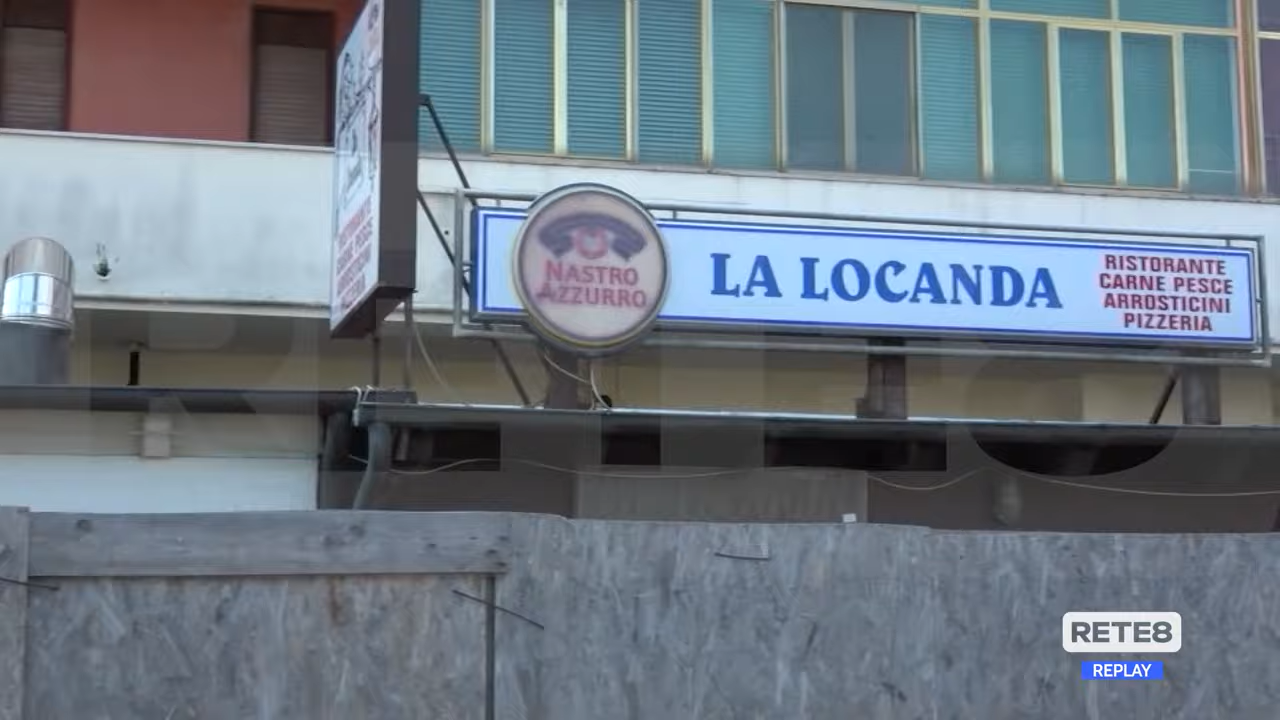 NASTRO
AZZURRO
LA LOCANDA
RISTORANTE
CARNE PESCE
ARROSTICINI
PIZZERIA
RETE8
REPLAY